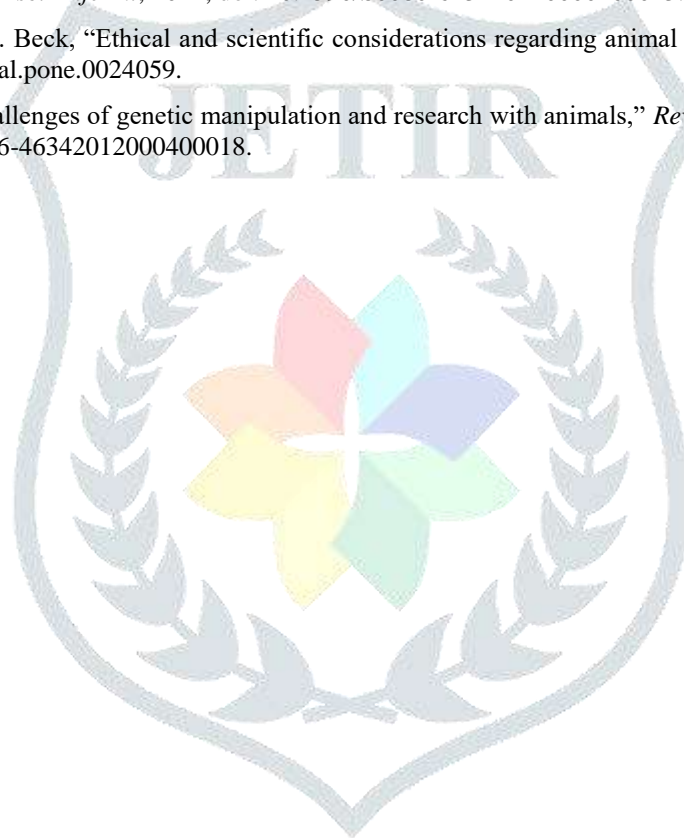 . Beck, “Ethical and scientific considerations regarding animal
al.pone.0024059.
allenges of genetic manipulation and research with animals,” Re
6-46342012000400018.
JETIR